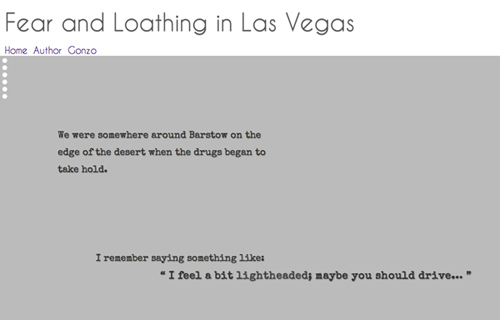 Fear and Loathing in Las Vegas
Home Author Gonzo
We were somewhere around Barstow on the
edge of the desert when the drugs began to
take hold.
I remember saying something like:
“ I feel a bit lightheaded; maybe you should drive... ”